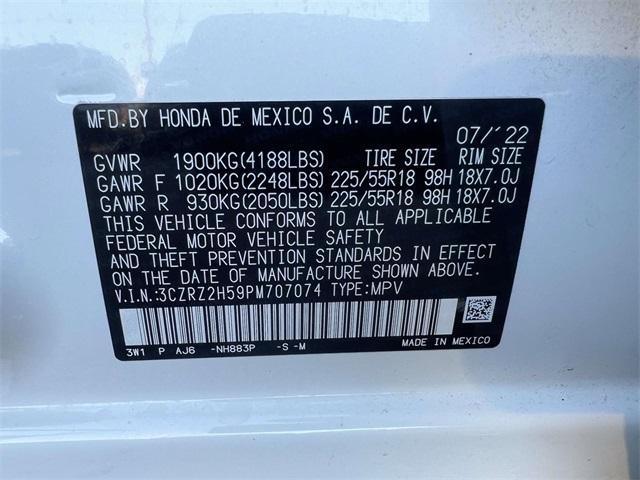 MFD.BY HONDA DE MEXICO S.A. DE C.V.
07/´22
GVWR 1900KG(4188LBS) TIRE SIZE RIM SIZE
GAWR F 1020KG(2248LBS) 225/55R18 98H 18X7.0J
GAWR R 930KG(2050LBS) 225/55R18 98H 18X7.0J
THIS VEHICLE CONFORMS TO ALL APPLICABLE
FEDERAL MOTOR VEHICLE SAFETY
AND THEFT PREVENTION STANDARDS IN EFFECT
ON THE DATE OF MANUFACTURE SHOWN ABOVE.
V.I.N.:3CZRZ2H59PM707074 TYPE:MPV
3W1 P AJ6 -NH883P -S -M MADE IN MEXICO